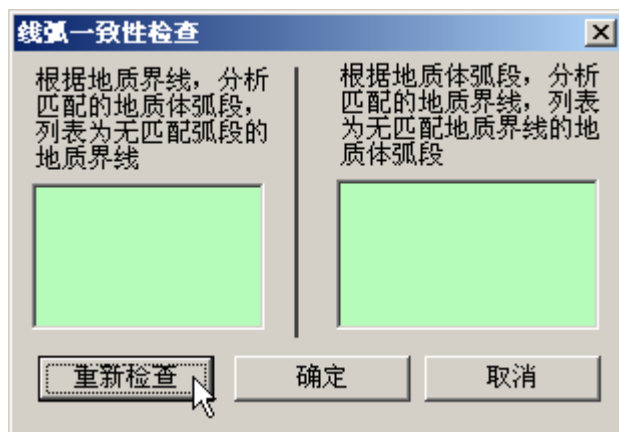 线弧一致性检查
根据地质界线，分析
匹配的地质体弧段，
列表为无匹配弧段的
地质界线
根据地质体弧段，分析
匹配的地质界线，列表
为无匹配地质界线的地
质体弧段
重新检查
确定
取消